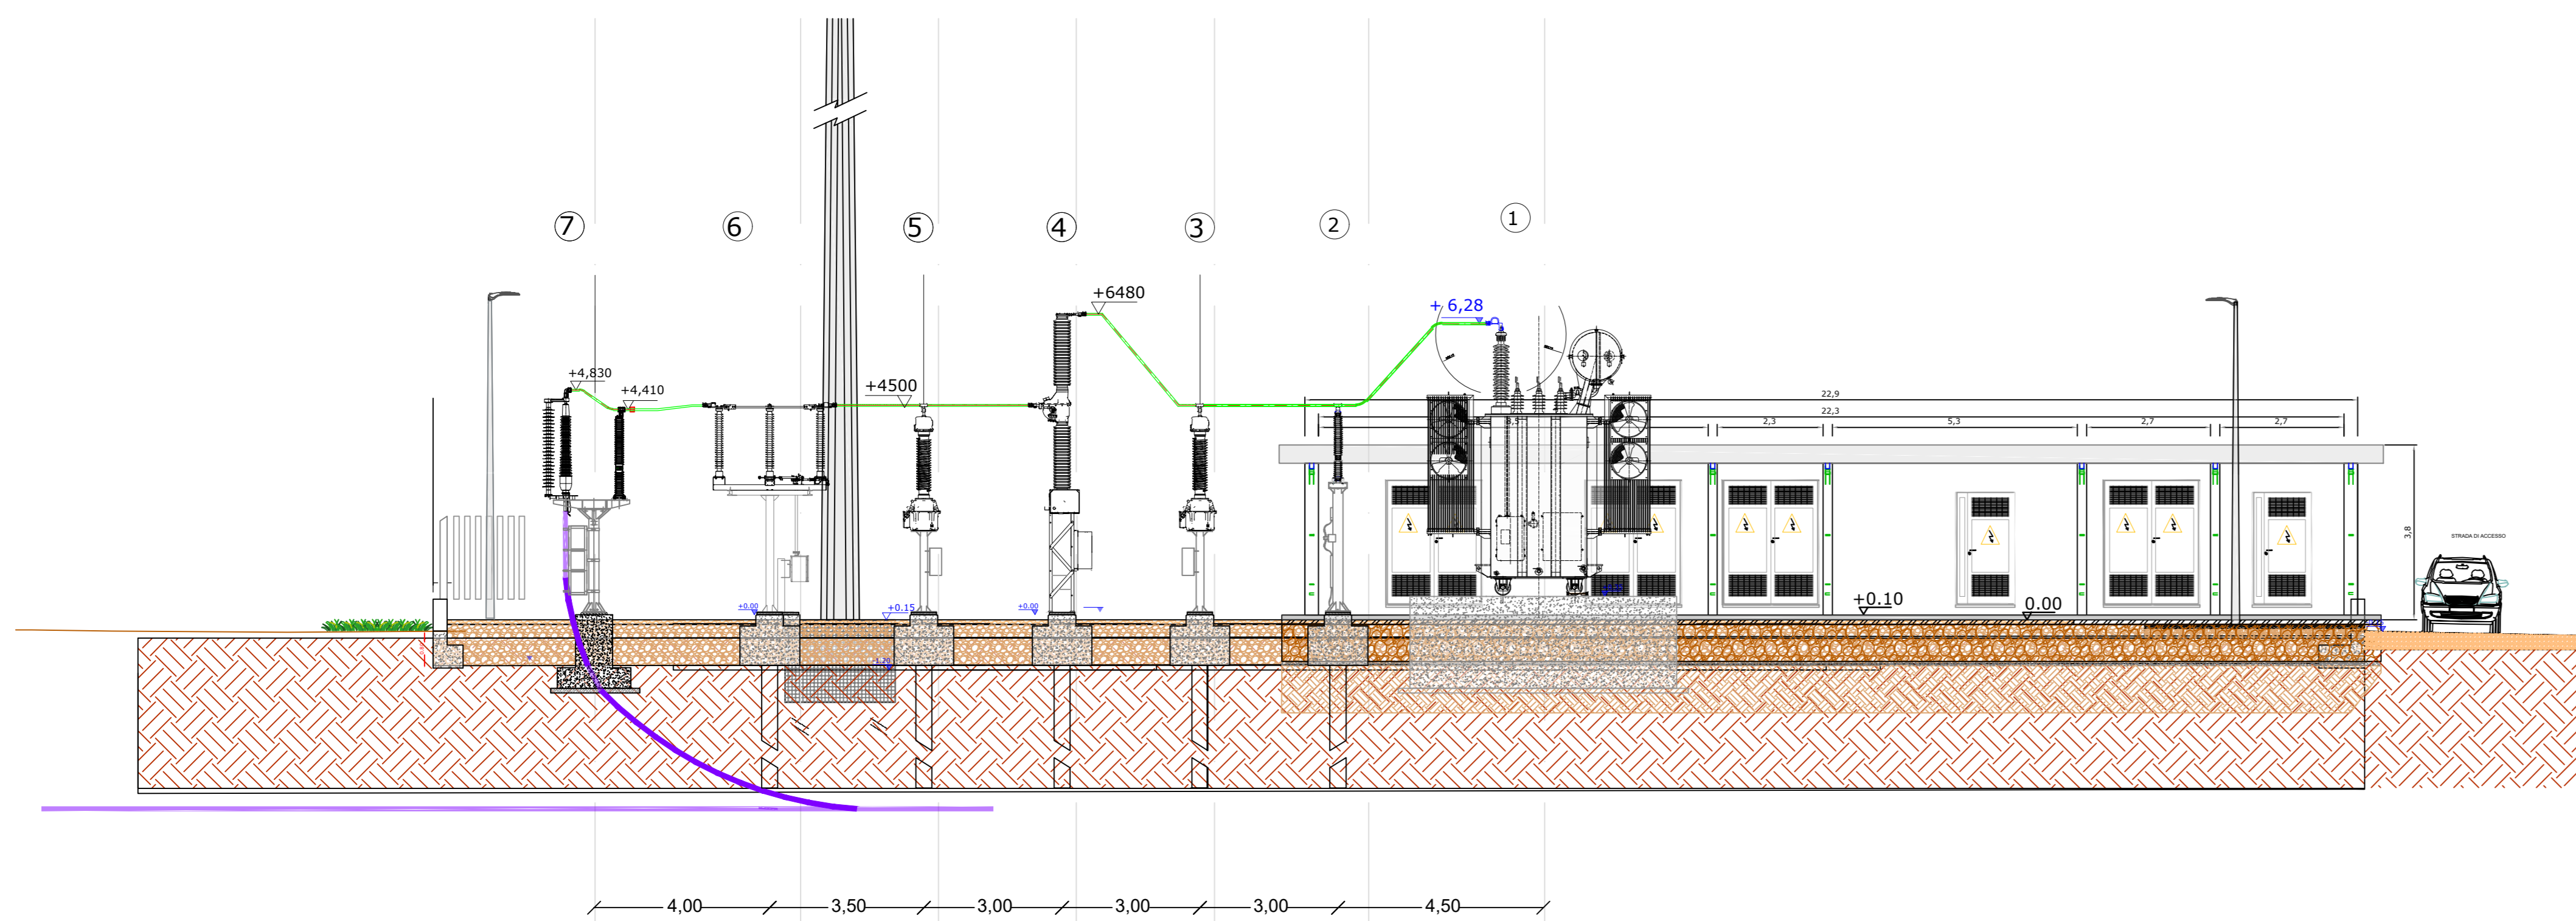 7 6 5 4 3 2 1
+6480
+ 6,28
+4,830
+4500
+4,410
22,9
22,3
2,3 5,3 2,7 2,7
3,8
STRADA DI ACCESSO
+0.00 +0.15 +0.00 +0.10 0.00
4,00 3,50 3,00 3,00 3,00 4,50